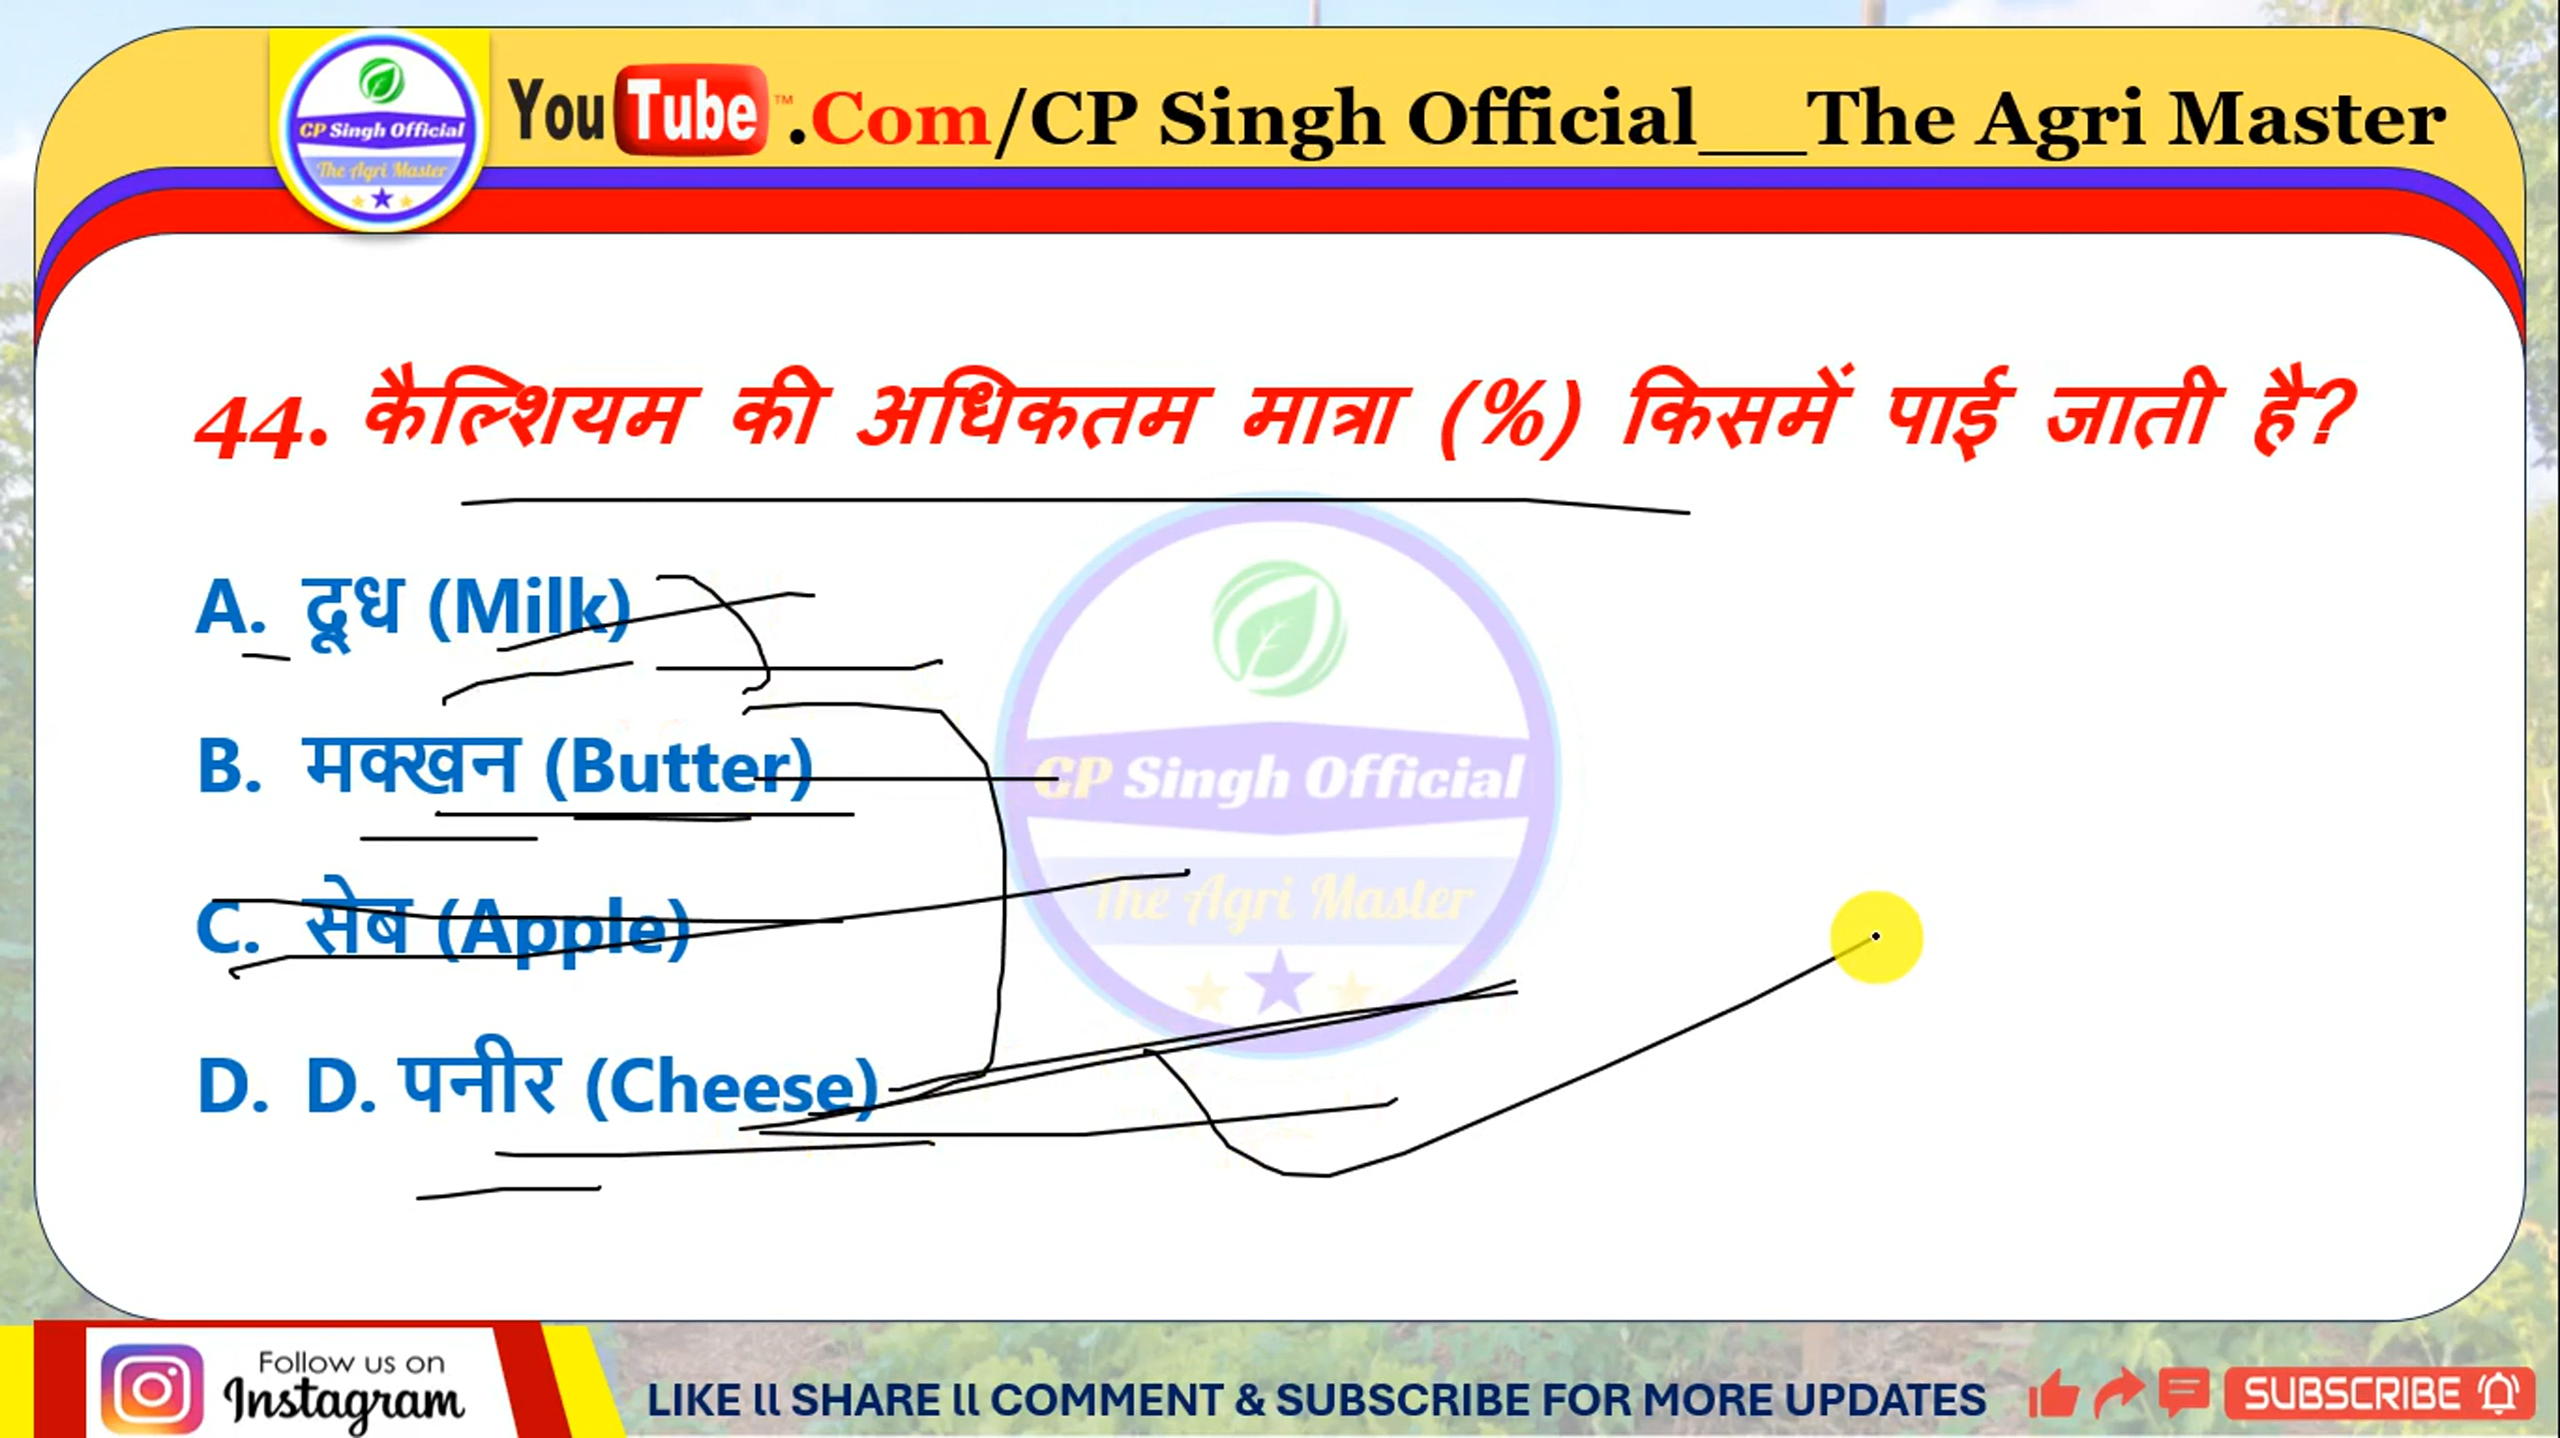 CP Singh Official
The Agri Master
YouTube™.Com/CP Singh Official___The Agri Master
44. कैल्शियम की अधिकतम मात्रा (%) किसमें पाई जाती है?
A. दूध (Milk)
B. मक्खन (Butter)
C. सेब (Apple)
D. D. पनीर (Cheese)
CP Singh Official
The Agri Master
Follow us on
Instagram
LIKE ll SHARE ll COMMENT & SUBSCRIBE FOR MORE UPDATES
SUBSCRIBE